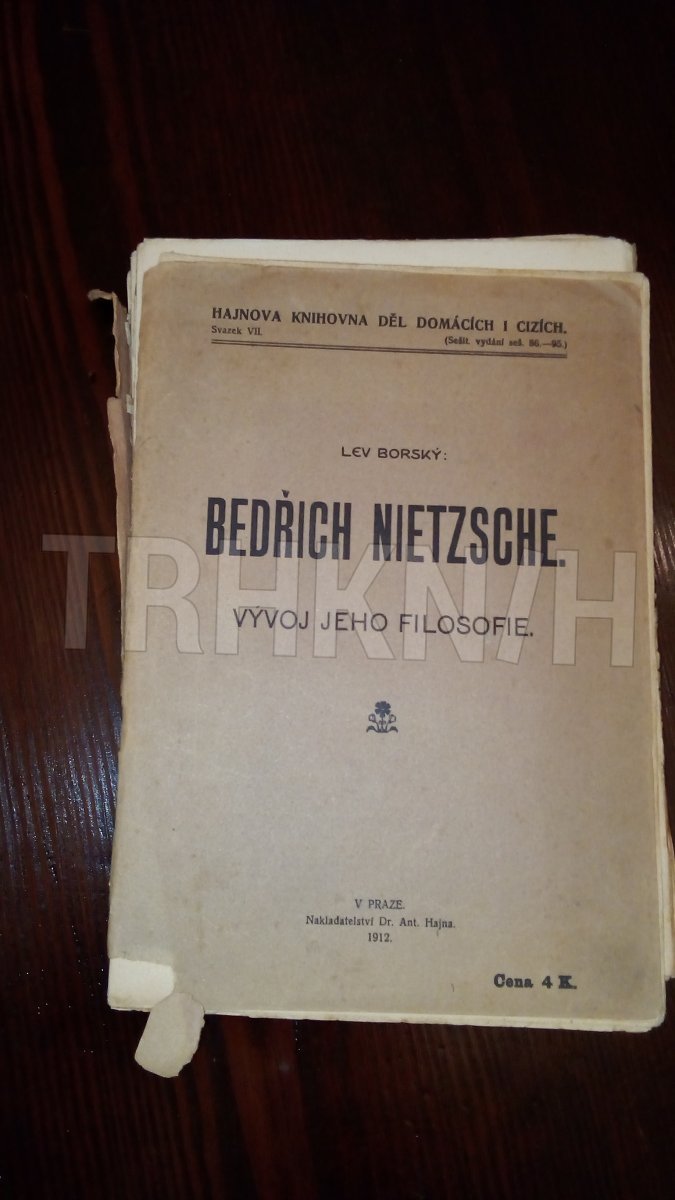 HAJNOVA KNIHOVNA DĚL DOMÁCÍCH I CIZÍCH.
Svazek VII.
(Sešit. vydání seš. 86.—95.)
LEV BORSKÝ:
BEDŘICH NIETZSCHE.
TRHKNIH
VÝVOJ JEHO FILOSOFIE.
V PRAZE.
Nakladatelství Dr. Ant. Hajna.
1912.
Cena 4 K.